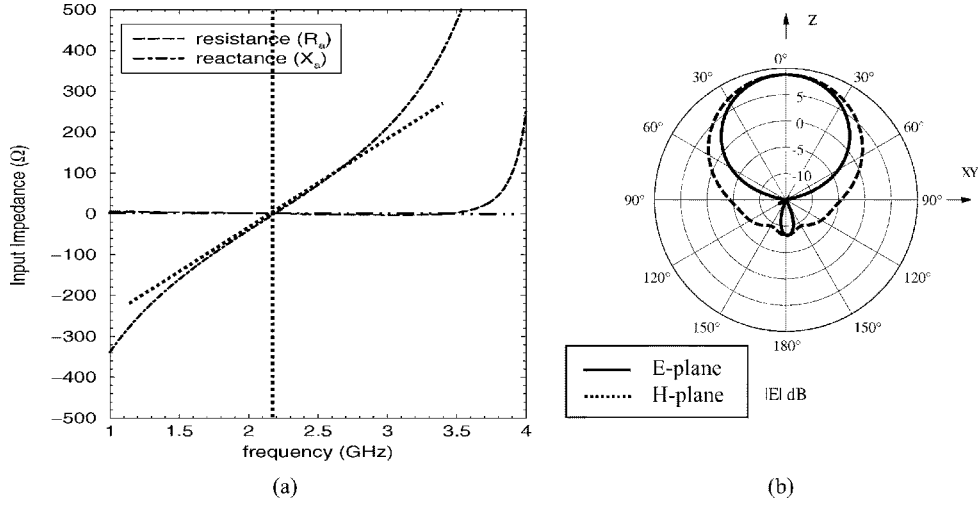 500
400
300
200
100
0
−100
−200
−300
−400
−500
Input Impedance (Ω)
resistance (Rₐ)
reactance (Xₐ)
1 1.5 2 2.5 3 3.5 4
frequency (GHz)
(a)
Z
0°
30° 30°
5
60° 0 60°
-5
-10
XY
90° 90°
120° 120°
150° 150°
180°
E-plane
H-plane
|E| dB
(b)